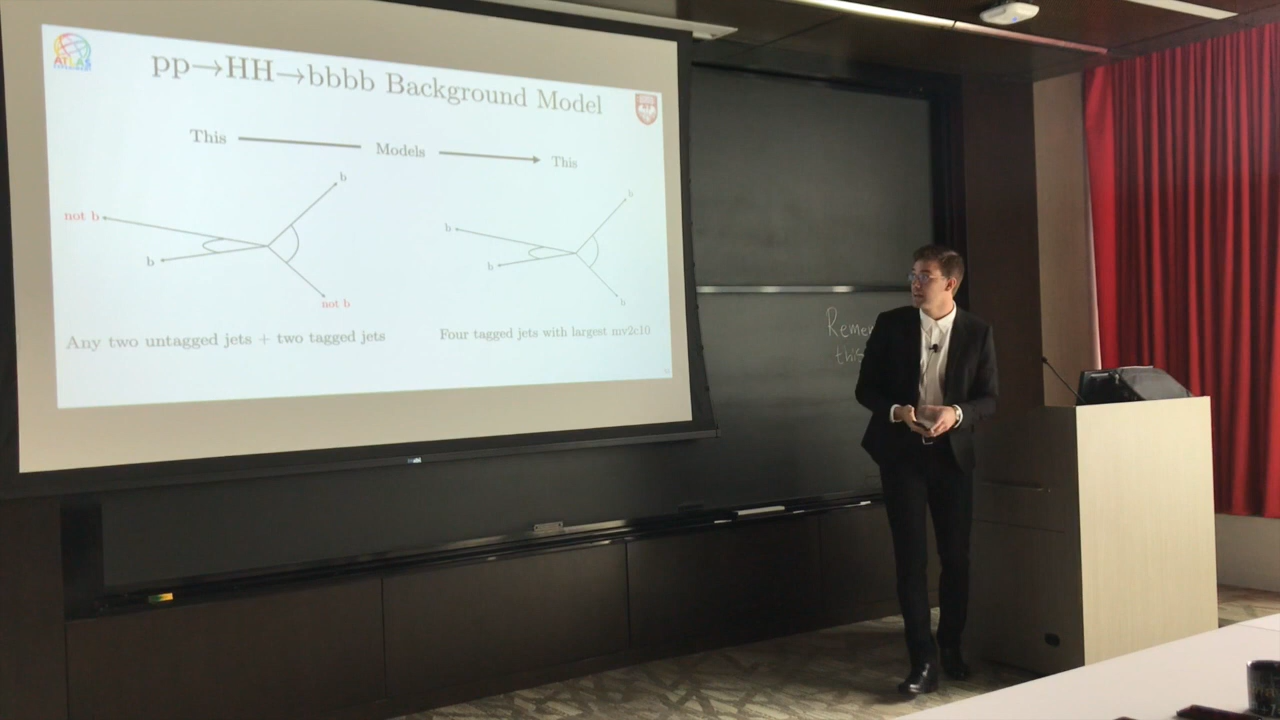 ATLAS
pp→HH→bbbb Background Model
This
Models
This
b
not b
b
not b
b
b
b
b
Any two untagged jets + two tagged jets
Four tagged jets with largest mv2c10